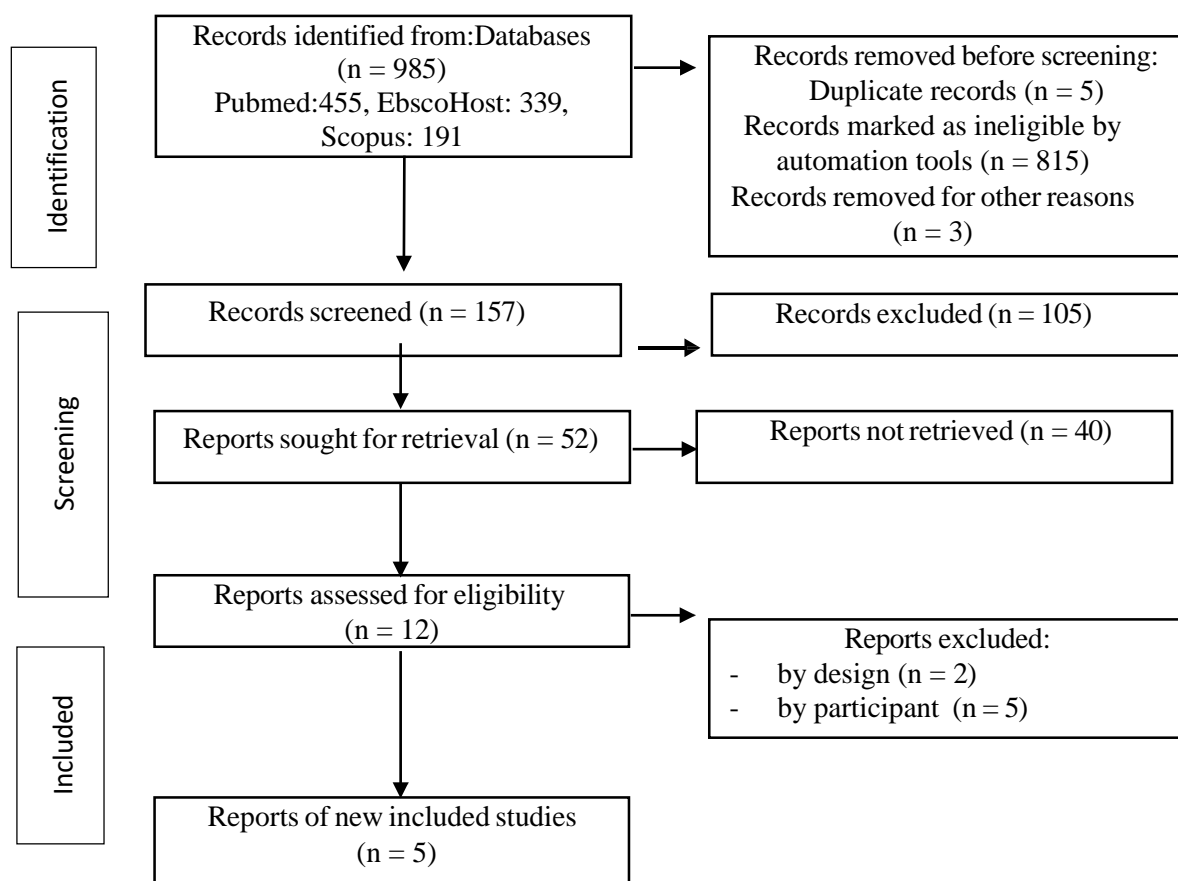 Records identified from:Databases
(n = 985)
Pubmed:455, EbscoHost: 339,
Scopus: 191
Records removed before screening:
Duplicate records (n = 5)
Records marked as ineligible by
automation tools (n = 815)
Records removed for other reasons
(n = 3)
Identification
Records screened (n = 157)
Records excluded (n = 105)
Reports sought for retrieval (n = 52)
Reports not retrieved (n = 40)
Screening
Reports assessed for eligibility
(n = 12)
Reports excluded:
- by design (n = 2)
- by participant (n = 5)
Included
Reports of new included studies
(n = 5)